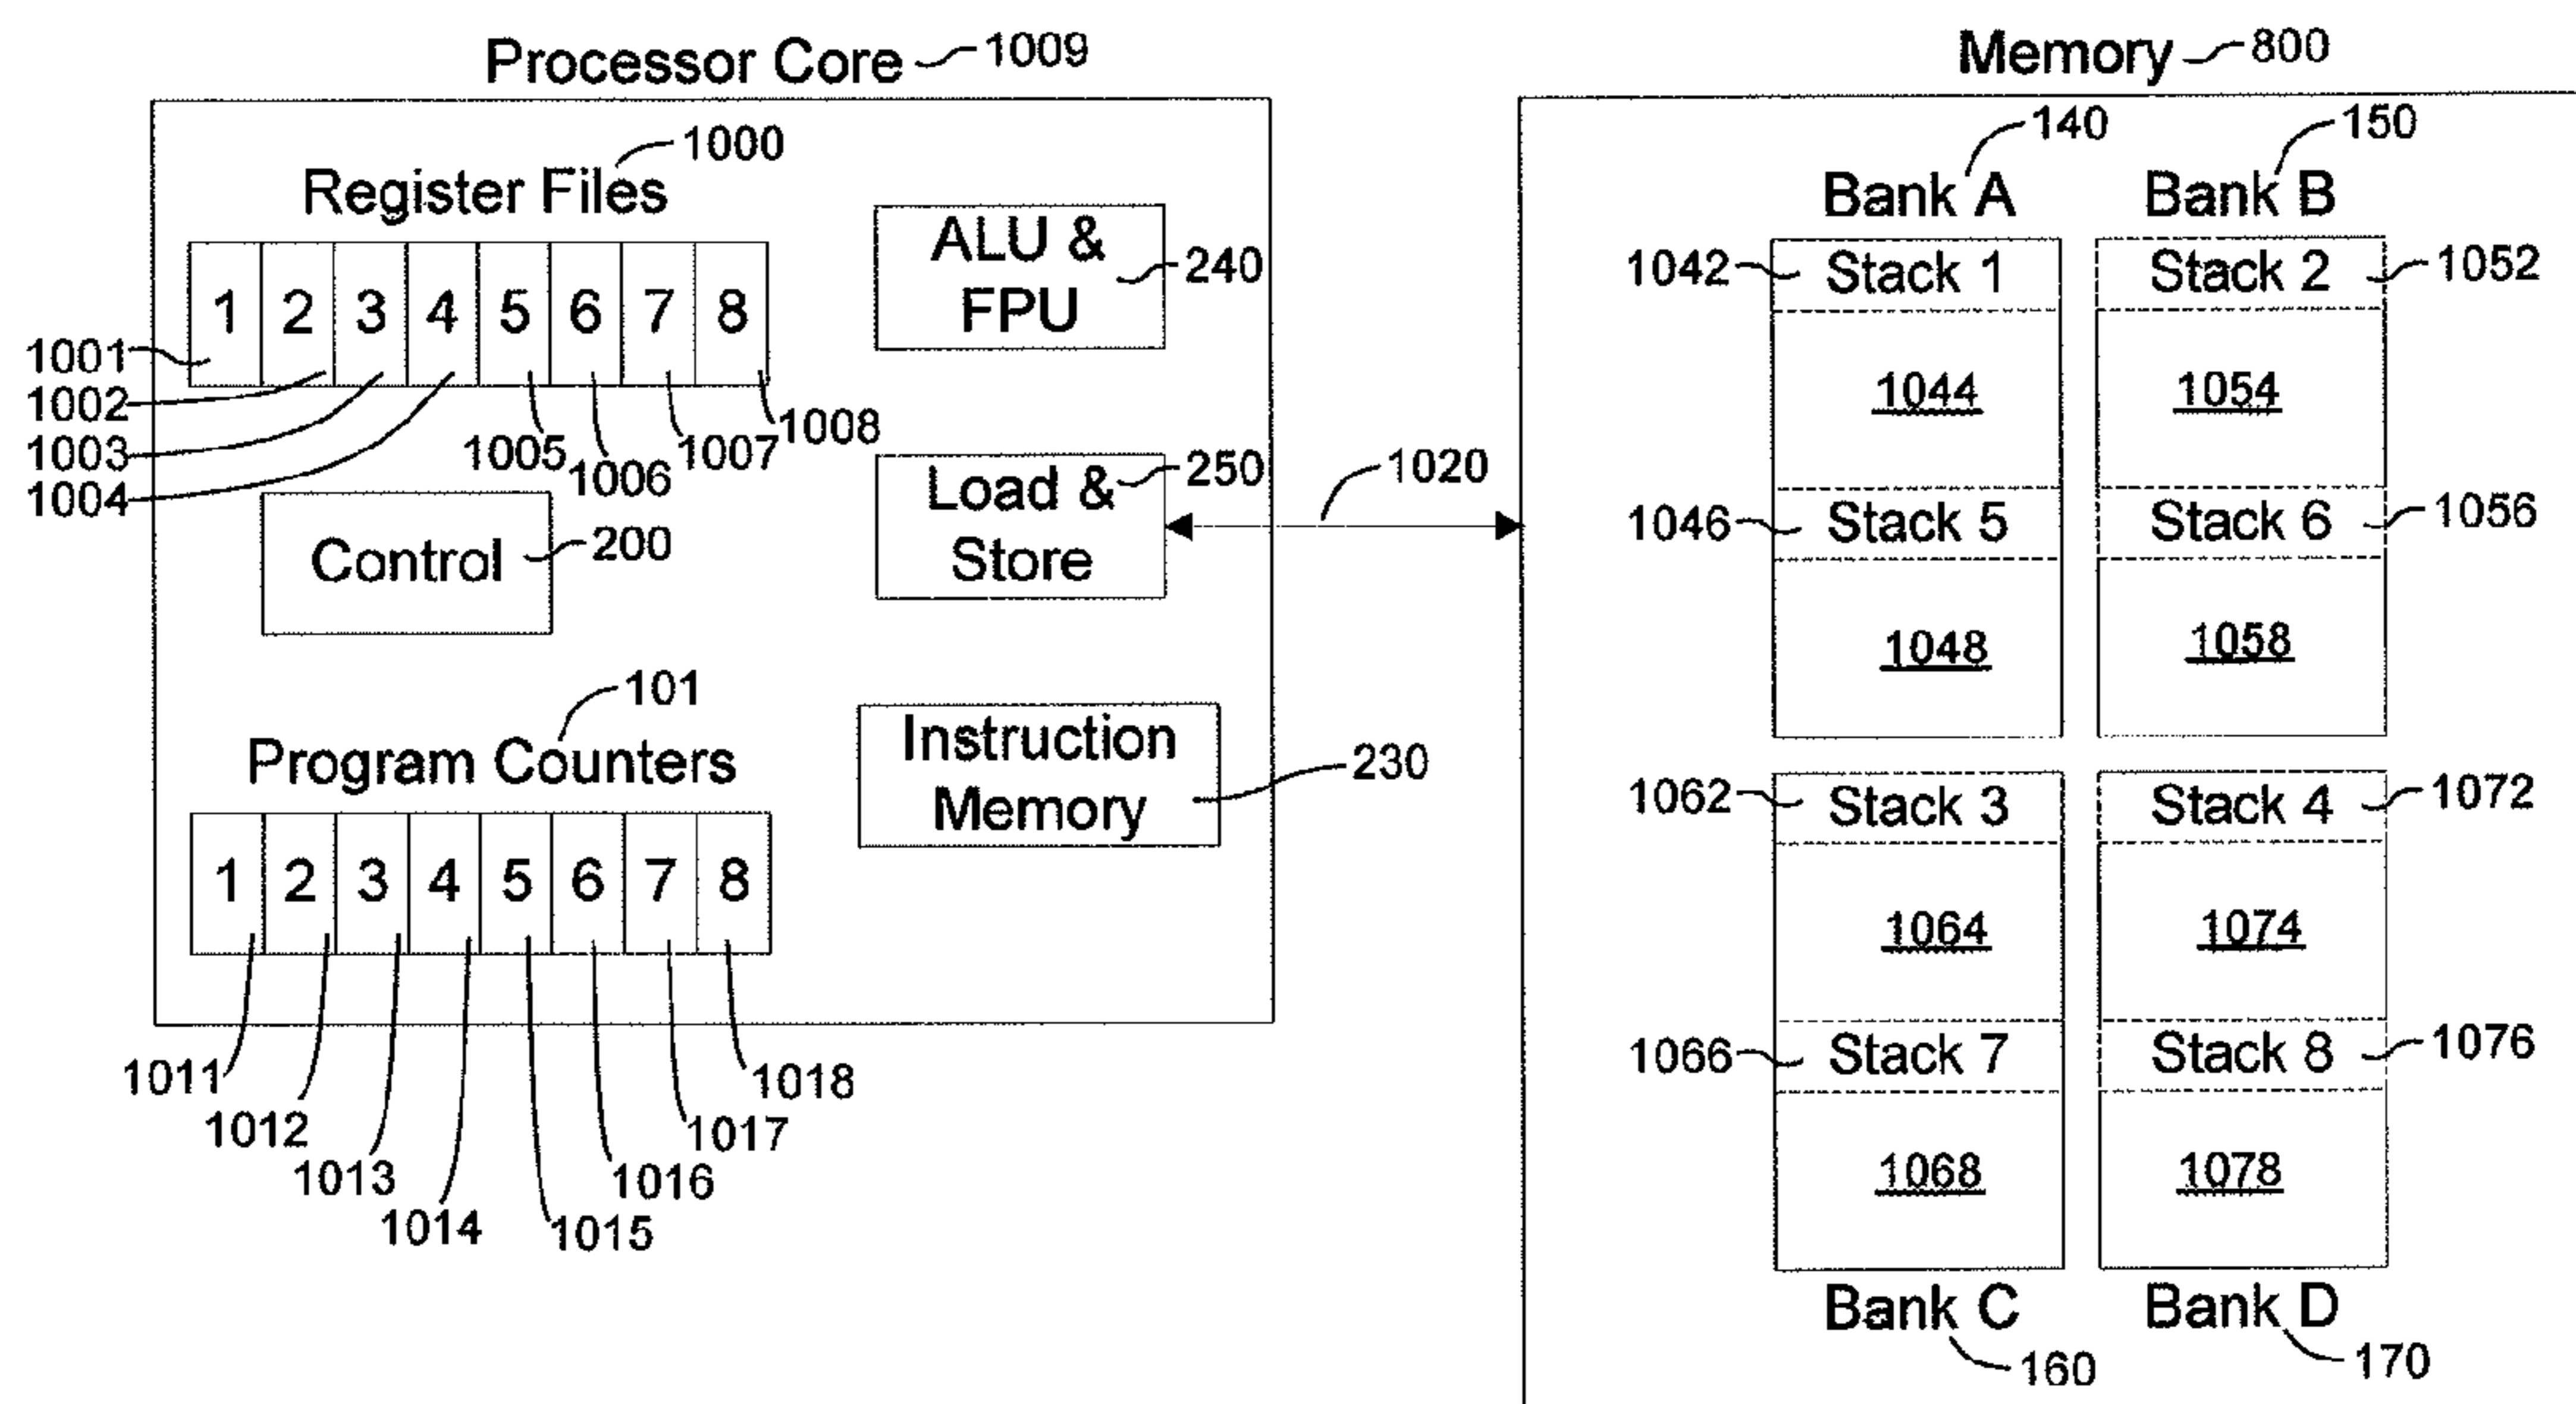 Processor Core 1009
Register Files 1000
1 2 3 4 5 6 7 8
1001
1002
1003
1004
1005
1006
1007
1008
ALU &
FPU
240
Control
200
Load &
Store
250
1020
Program Counters 101
1 2 3 4 5 6 7 8
1011
1012
1013
1014
1015
1016
1017
1018
Instruction
Memory
230
Memory 800
140
Bank A
1042 Stack 1
1044
1046 Stack 5
1048
150
Bank B
Stack 2 1052
1054
Stack 6 1056
1058
1062 Stack 3
1064
1066 Stack 7
1068
Bank C
160
Stack 4 1072
1074
Stack 8 1076
1078
Bank D
170